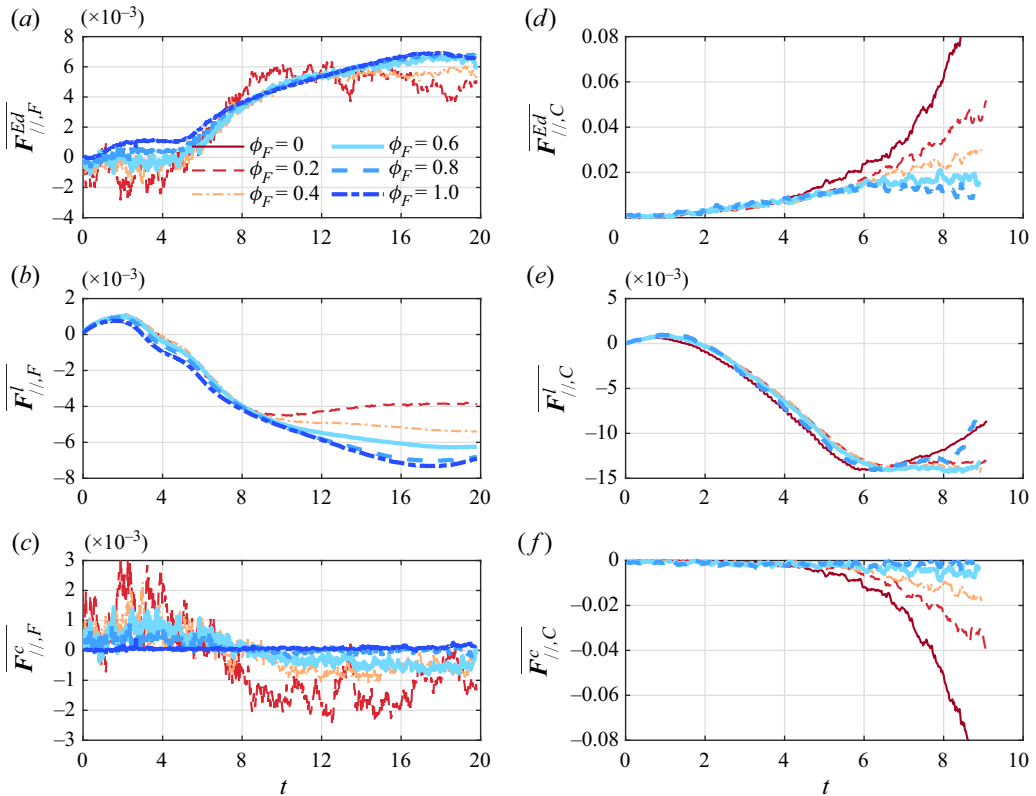 (a) (×10⁻³)
8
6
4
2
0
–2
–4
0 4 8 12 16 20
F^{Ed}_{//,F}
ϕ_F = 0
ϕ_F = 0.2
ϕ_F = 0.4
ϕ_F = 0.6
ϕ_F = 0.8
ϕ_F = 1.0
(d)
0.08
0.06
0.04
0.02
0 2 4 6 8 10
F^{Ed}_{//,C}
(b) (×10⁻³)
2
0
–2
–4
–6
–8
0 4 8 12 16 20
F^{l}_{//,F}
(e) (×10⁻³)
5
0
–5
–10
–15
0 2 4 6 8 10
F^{l}_{//,C}
(c) (×10⁻³)
3
2
1
0
–1
–2
–3
0 4 8 12 16 20
F^{c}_{//,F}
t
(f)
0
–0.02
–0.04
–0.06
–0.08
0 2 4 6 8 10
F^{c}_{//,C}
t